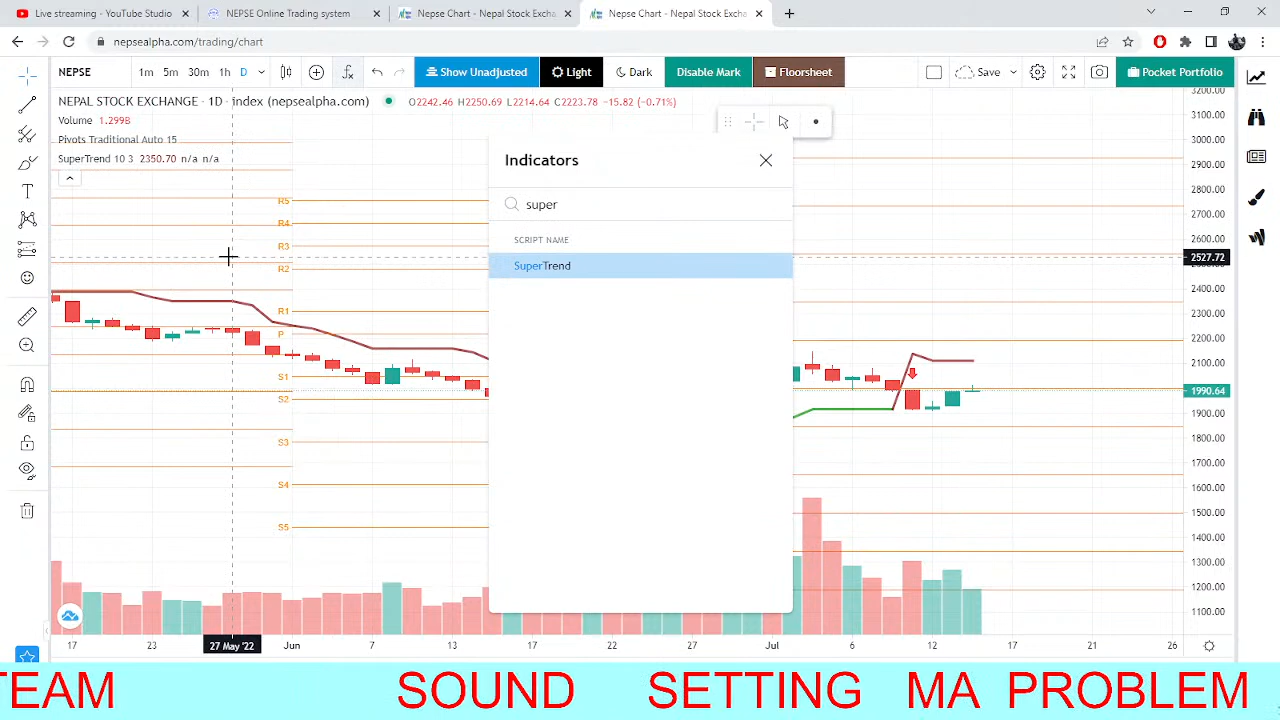 Live streaming - YouTube Studio
NEPSE Online Trading System
Nepse Chart - Nepal Stock Excha
Nepse Chart - Nepal Stock Excha
nepsealpha.com/trading/chart
NEPSE 1m 5m 30m 1h D Show Unadjusted Light Dark Disable Mark Floorsheet Save Pocket Portfolio
NEPAL STOCK EXCHANGE · 1D · index (nepsealpha.com) O2242.46 H2250.69 L2214.64 C2223.78 −15.82 (−0.71%)
Volume 1.299B
Pivots Traditional Auto 15
SuperTrend 10 3 2350.70 n/a n/a
Indicators
super
SCRIPT NAME
SuperTrend
R5
R4
R3
R2
R1
P
S1
S2
S3
S4
S5
3200.00
3100.00
3000.00
2900.00
2800.00
2700.00
2600.00
2527.72
2400.00
2300.00
2200.00
2100.00
1990.64
1900.00
1800.00
1700.00
1600.00
1500.00
1400.00
1300.00
1200.00
1100.00
17 23 27 May '22 Jun 7 13 17 22 27 Jul 6 12 17 21 26
TEAM SOUND SETTING MA PROBLEM